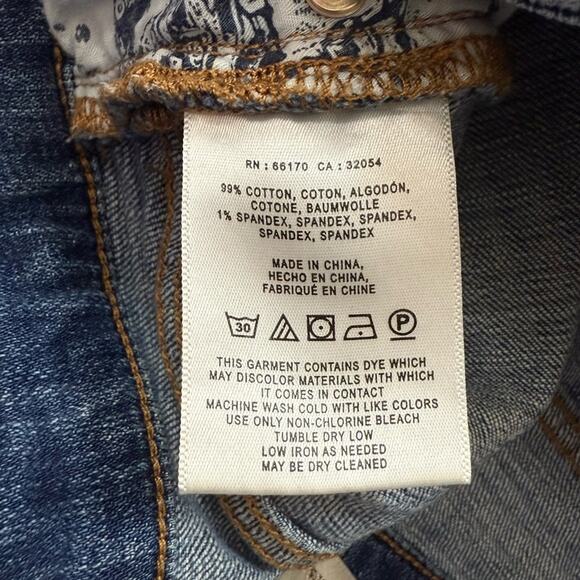 RN : 66170 CA : 32054
99% COTTON, COTON, ALGODÓN,
COTONE, BAUMWOLLE
1% SPANDEX, SPANDEX, SPANDEX,
SPANDEX, SPANDEX
MADE IN CHINA,
HECHO EN CHINA,
FABRIQUÉ EN CHINE
30 P
THIS GARMENT CONTAINS DYE WHICH
MAY DISCOLOR MATERIALS WITH WHICH
IT COMES IN CONTACT
MACHINE WASH COLD WITH LIKE COLORS
USE ONLY NON-CHLORINE BLEACH
TUMBLE DRY LOW
LOW IRON AS NEEDED
MAY BE DRY CLEANED